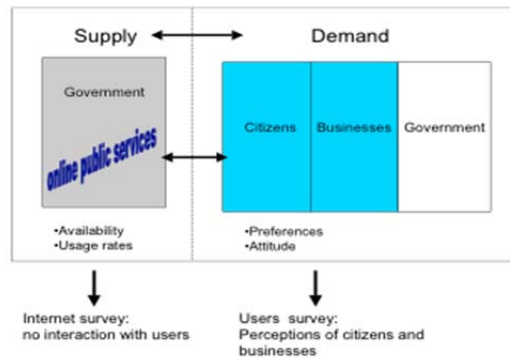 Supply
Demand
Government
online public services
Citizens
Businesses
Government
•Availability
•Usage rates
•Preferences
•Attitude
Internet survey:
no interaction with users
Users survey:
Perceptions of citizens and
businesses